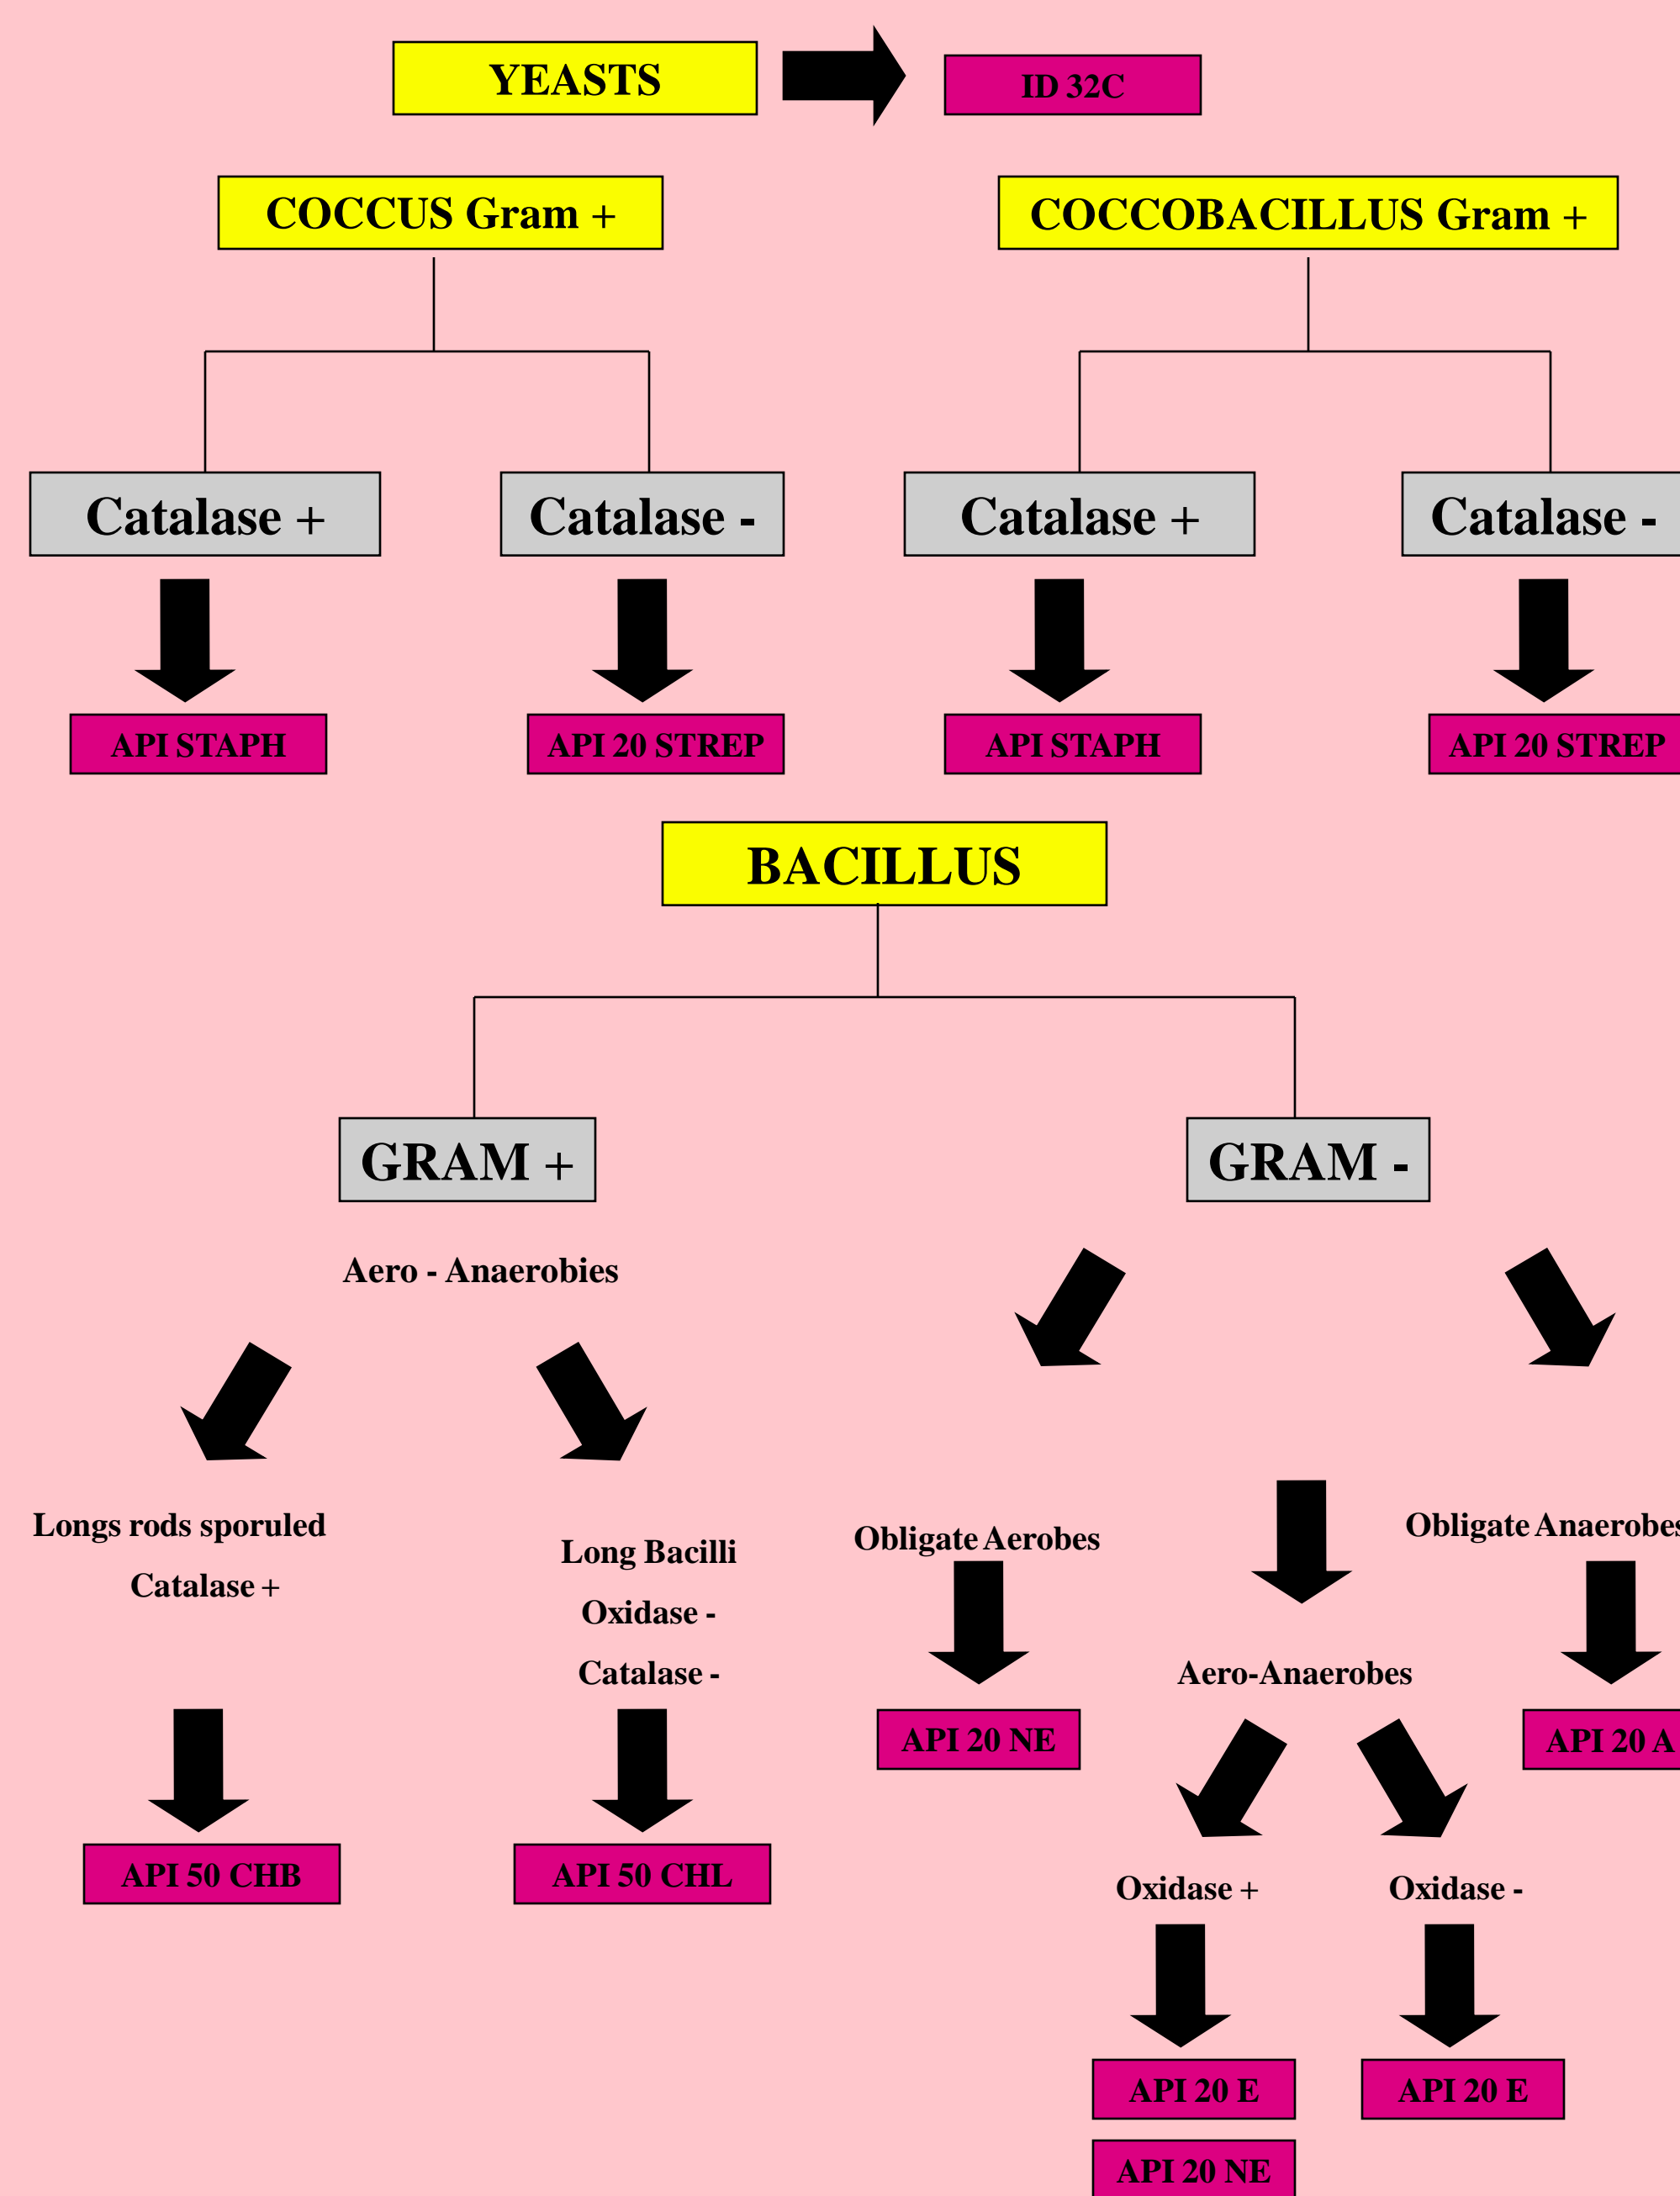 YEASTS
ID 32C
COCCUS Gram +
COCCOBACILLUS Gram +
Catalase +
Catalase -
Catalase +
Catalase -
API STAPH
API 20 STREP
API STAPH
API 20 STREP
BACILLUS
GRAM +
GRAM -
Aero - Anaerobies
Longs rods sporuled
Catalase +
Long Bacilli
Oxidase -
Catalase -
Obligate Aerobes
Obligate Anaerobes
Aero-Anaerobes
API 20 NE
API 20 A
API 50 CHB
API 50 CHL
Oxidase +
Oxidase -
API 20 E
API 20 E
API 20 NE